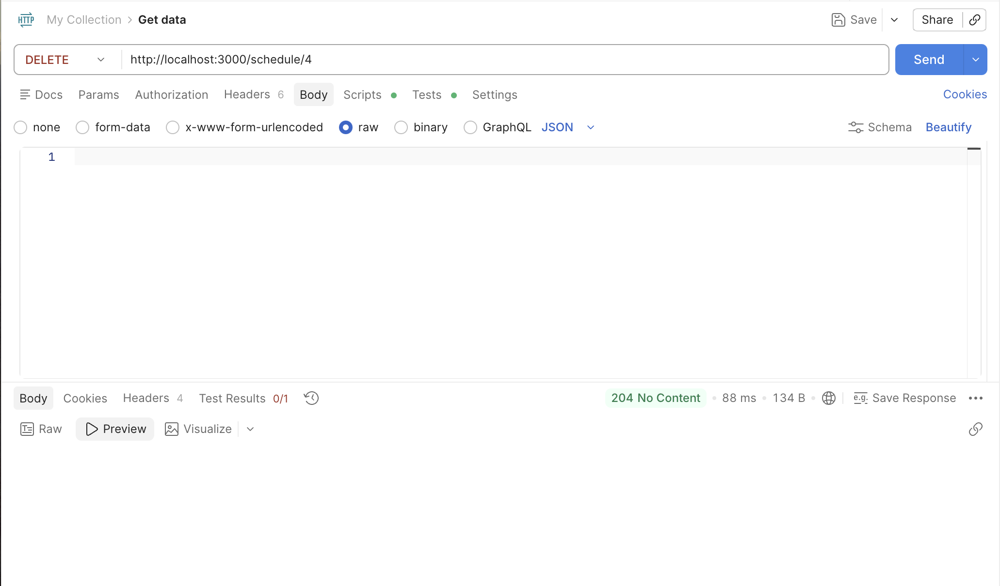 HTTP My Collection > Get data Save Share
DELETE http://localhost:3000/schedule/4 Send
Docs Params Authorization Headers 6 Body Scripts Tests Settings Cookies
none form-data x-www-form-urlencoded raw binary GraphQL JSON Schema Beautify
1
Body Cookies Headers 4 Test Results 0/1 204 No Content 88 ms 134 B e.g. Save Response
Raw Preview Visualize